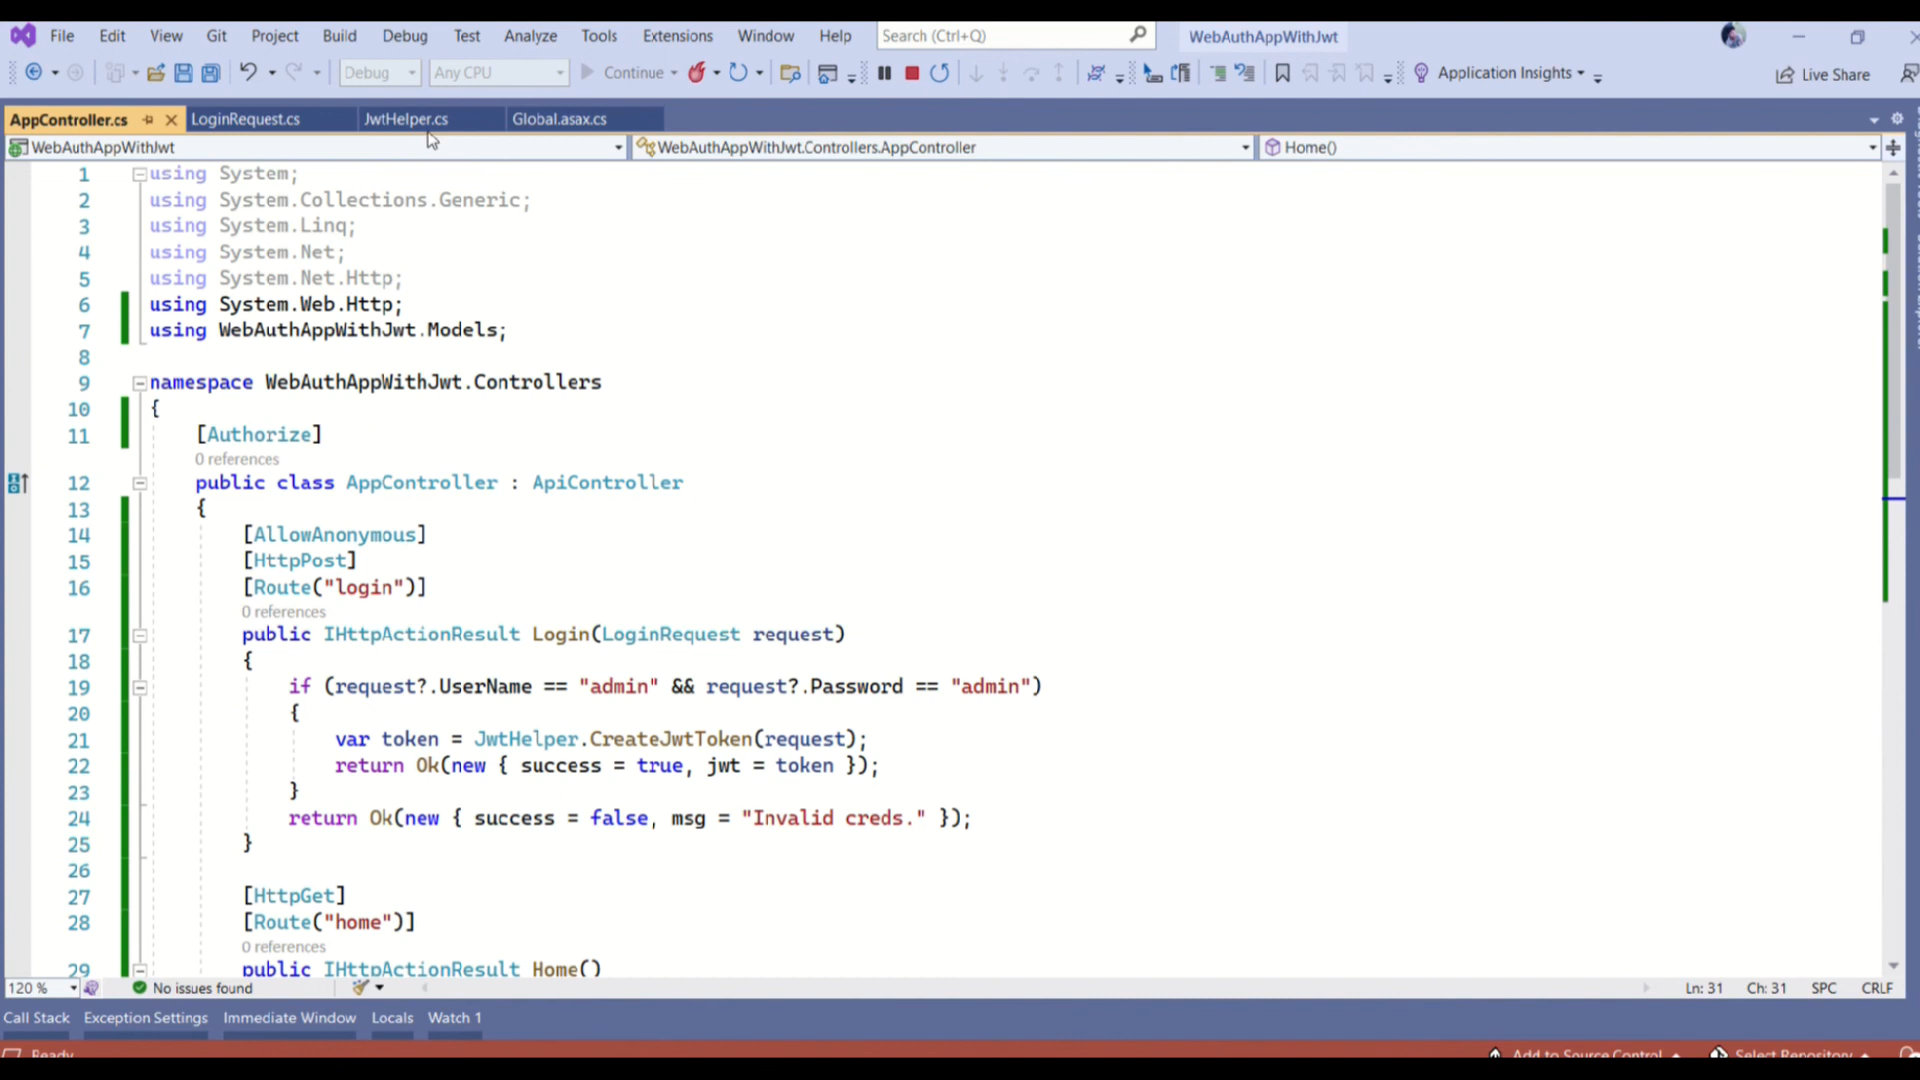 File Edit View Git Project Build Debug Test Analyze Tools Extensions Window Help Search (Ctrl+Q) WebAuthAppWithJwt
Debug Any CPU Continue Application Insights Live Share
AppController.cs LoginRequest.cs JwtHelper.cs Global.asax.cs
WebAuthAppWithJwt WebAuthAppWithJwt.Controllers.AppController Home()
1 using System;
2 using System.Collections.Generic;
3 using System.Linq;
4 using System.Net;
5 using System.Net.Http;
6 using System.Web.Http;
7 using WebAuthAppWithJwt.Models;
8
9 namespace WebAuthAppWithJwt.Controllers
10 {
11 [Authorize]
0 references
12 public class AppController : ApiController
13 {
14 [AllowAnonymous]
15 [HttpPost]
16 [Route("login")]
0 references
17 public IHttpActionResult Login(LoginRequest request)
18 {
19 if (request?.UserName == "admin" && request?.Password == "admin")
20 {
21 var token = JwtHelper.CreateJwtToken(request);
22 return Ok(new { success = true, jwt = token });
23 }
24 return Ok(new { success = false, msg = "Invalid creds." });
25 }
26
27 [HttpGet]
28 [Route("home")]
0 references
29 public IHttpActionResult Home()
120 % No issues found Ln: 31 Ch: 31 SPC CRLF
Call Stack Exception Settings Immediate Window Locals Watch 1
Ready Add to Source Control Select Repository